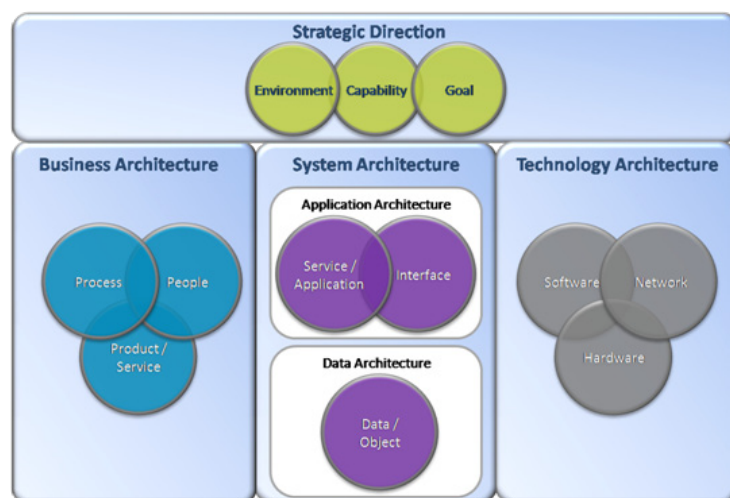 Strategic Direction
Environment
Capability
Goal
Business Architecture
Process
People
Product /
Service
System Architecture
Application Architecture
Service /
Application
Interface
Data Architecture
Data /
Object
Technology Architecture
Software
Network
Hardware